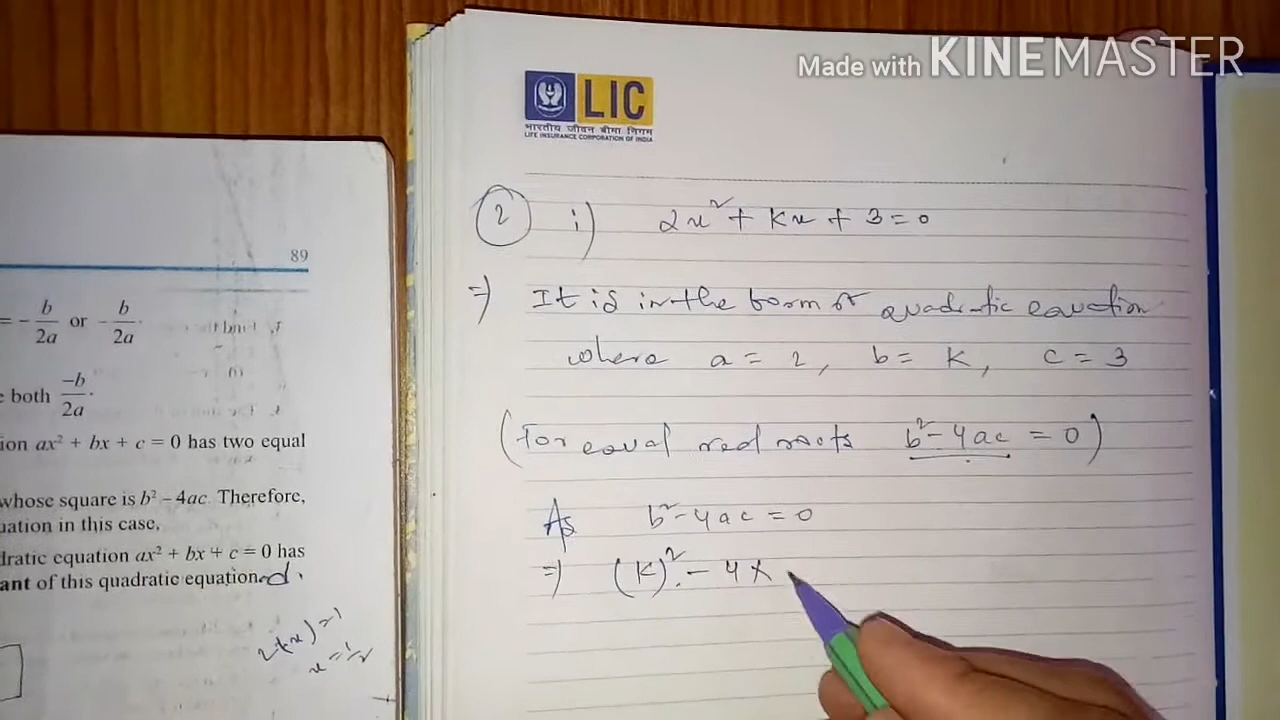 Made with KINEMASTER
LIC
भारतीय जीवन बीमा निगम
LIFE INSURANCE CORPORATION OF INDIA
89
= - b/2a or - b/2a.
e both -b/2a.
ion ax² + bx + c = 0 has two equal
whose square is b² – 4ac. Therefore,
uation in this case,
dratic equation ax² + bx + c = 0 has
ant of this quadratic equation.
2 i) 2x² + kx + 3 = 0
=) It is in the form of quadratic equation
where a = 2, b = k, c = 3
(For equal real roots b² - 4ac = 0)
As b² - 4ac = 0
=) (k)² - 4 ×